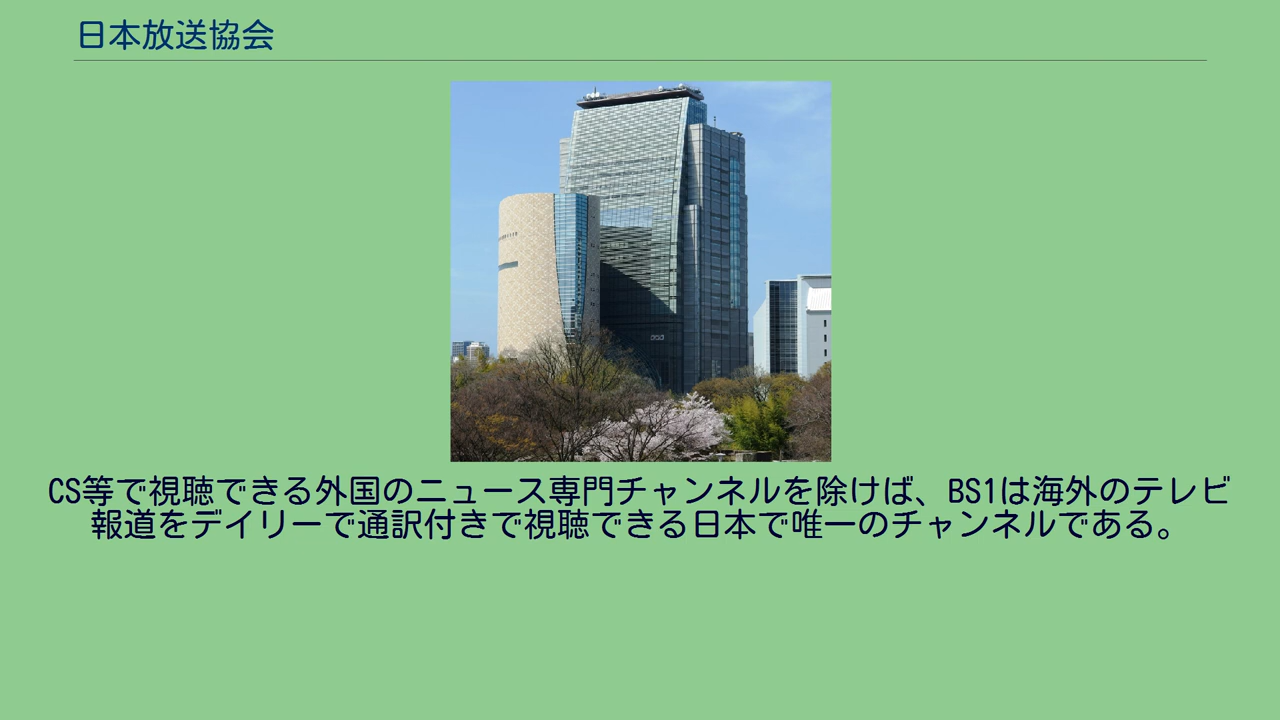 日本放送協会
CS等で視聴できる外国のニュース専門チャンネルを除けば、BS1は海外のテレビ
報道をデイリーで通訳付きで視聴できる日本で唯一のチャンネルである。